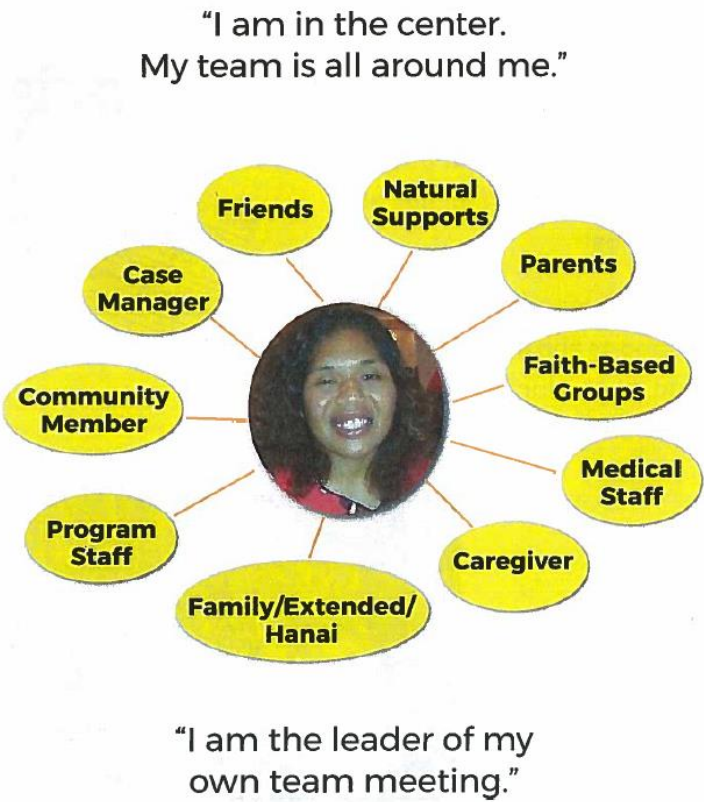 “I am in the center.
My team is all around me.”
Friends
Natural
Supports
Parents
Case
Manager
Faith-Based
Groups
Community
Member
Medical
Staff
Program
Staff
Caregiver
Family/Extended/
Hanai
“I am the leader of my
own team meeting.”